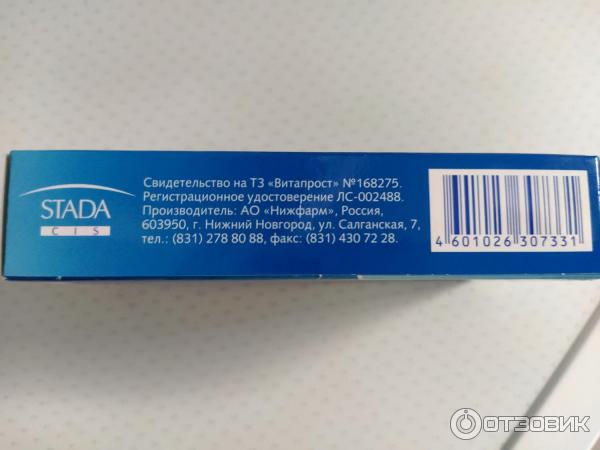 STADA
CIS
Свидетельство на ТЗ «Витапрост» №168275.
Регистрационное удостоверение ЛС-002488.
Производитель: АО «Нижфарм», Россия,
603950, г. Нижний Новгород, ул. Салганская, 7,
тел.: (831) 278 80 88, факс: (831) 430 72 28.
4 601026 307331
ОТЗОВИК